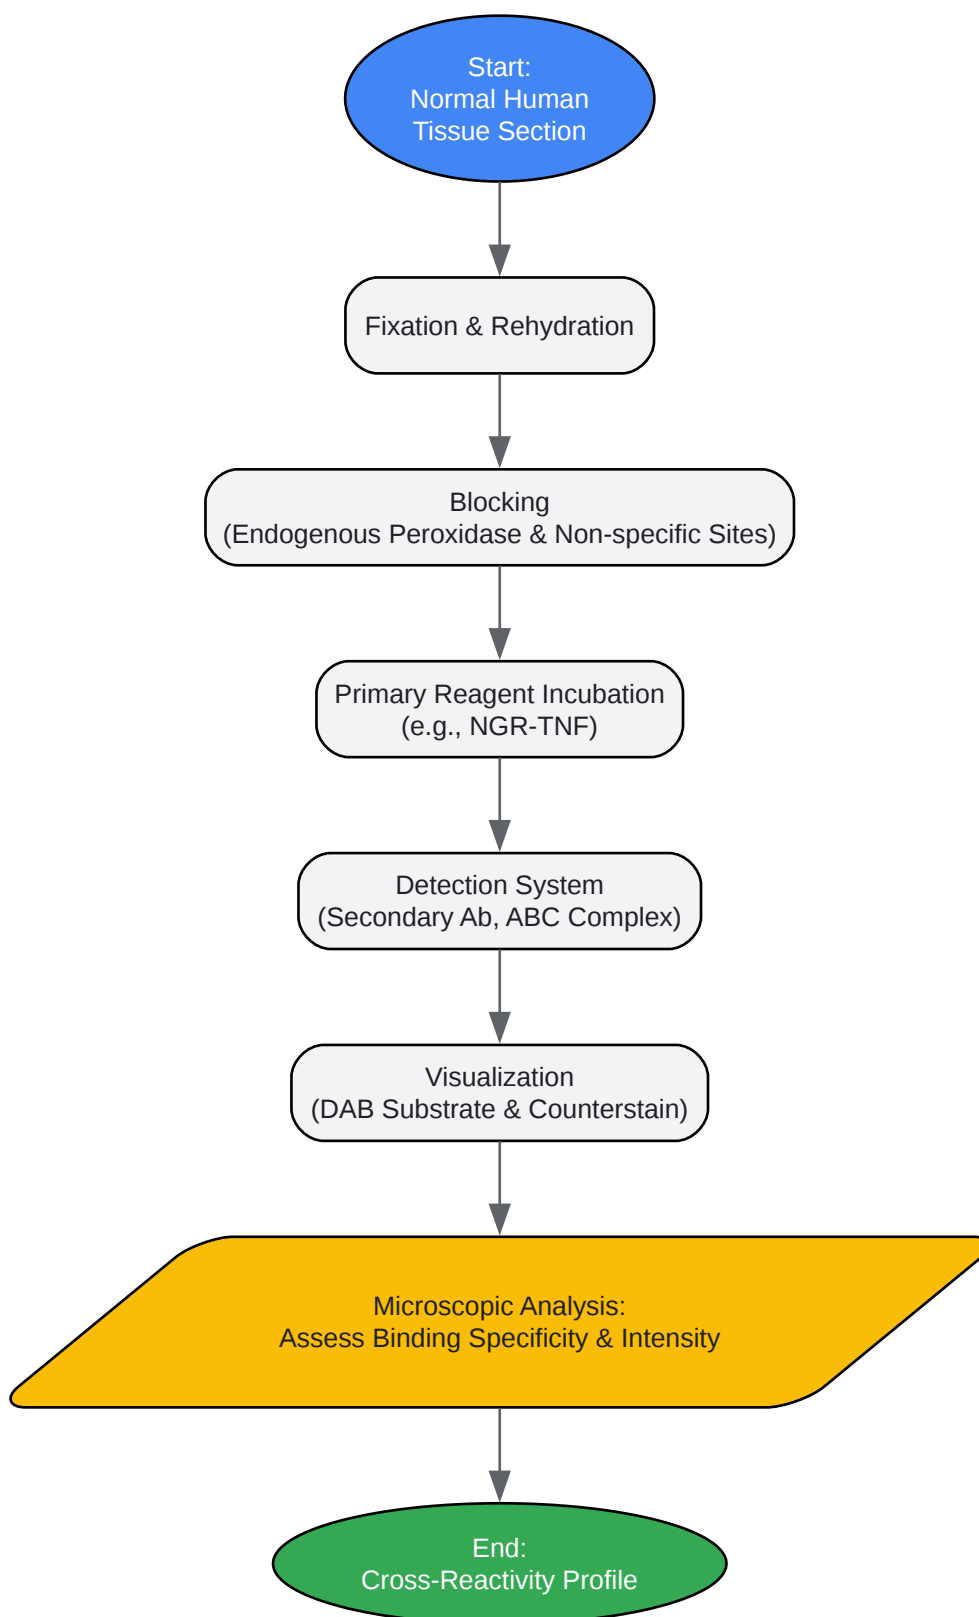 Start:
Normal Human
Tissue Section
Fixation & Rehydration
Blocking
(Endogenous Peroxidase & Non-specific Sites)
Primary Reagent Incubation
(e.g., NGR-TNF)
Detection System
(Secondary Ab, ABC Complex)
Visualization
(DAB Substrate & Counterstain)
Microscopic Analysis:
Assess Binding Specificity & Intensity
End:
Cross-Reactivity Profile